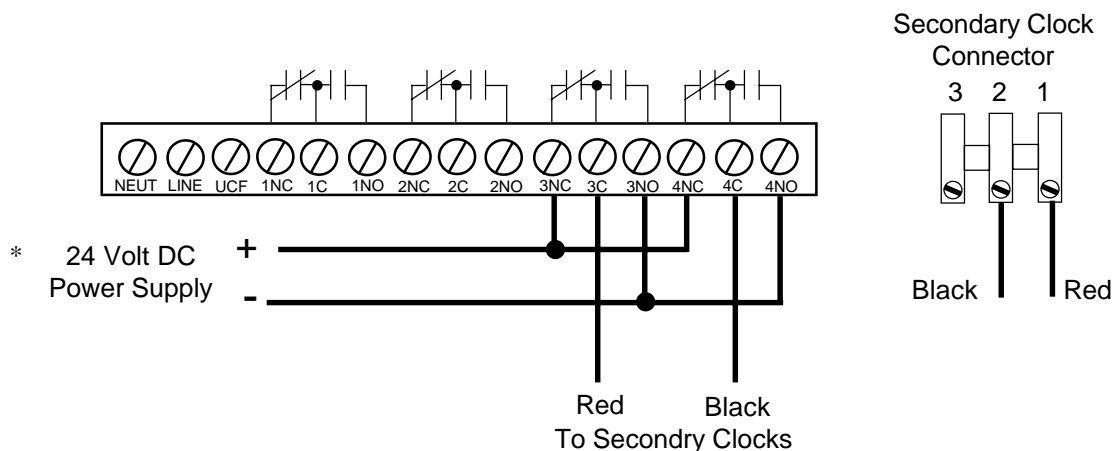 Secondary Clock
Connector
3 2 1
NEUT LINE UCF 1NC 1C 1NO 2NC 2C 2NO 3NC 3C 3NO 4NC 4C 4NO
* 24 Volt DC +
Power Supply -
Black Red
Red Black
To Secondry Clocks